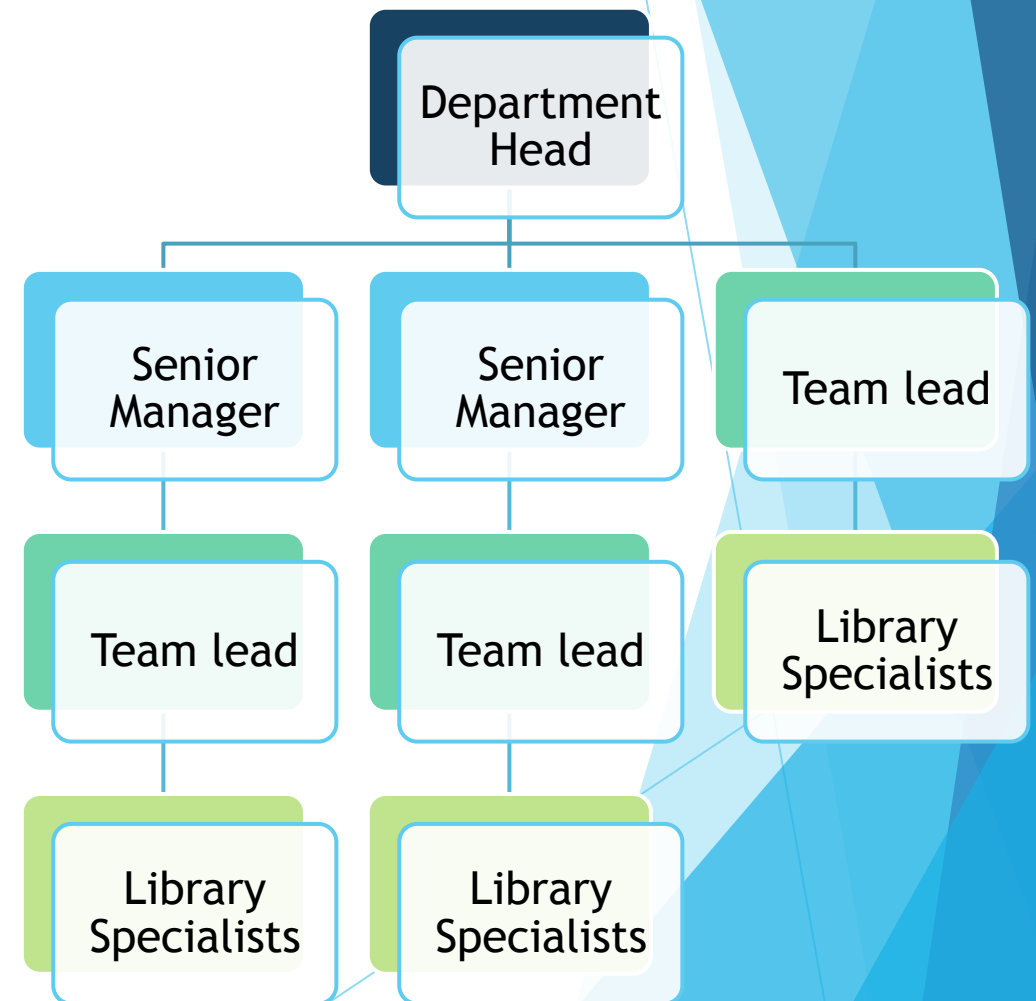 Department
Head
Senior
Manager
Senior
Manager
Team lead
Team lead
Team lead
Library
Specialists
Library
Specialists
Library
Specialists